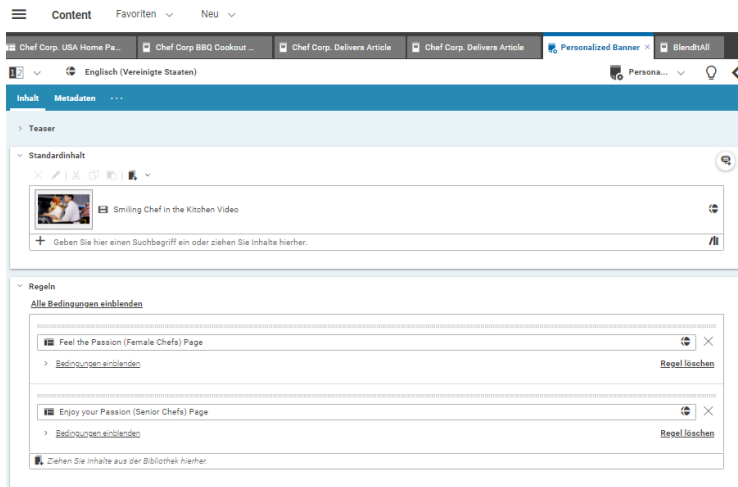 Content Favoriten Neu
Chef Corp. USA Home Pa... Chef Corp BBQ Cookout ... Chef Corp. Delivers Article Chef Corp. Delivers Article Personalized Banner × BlenditAll
12 Englisch (Vereinigte Staaten) Persona...
Inhalt Metadaten ...
Teaser
Standardinhalt
Smiling Chef in the Kitchen Video
Geben Sie hier einen Suchbegriff ein oder ziehen Sie Inhalte hierher.
Regeln
Alle Bedingungen einblenden
Feel the Passion (Female Chefs) Page
Bedingungen einblenden Regel löschen
Enjoy your Passion (Senior Chefs) Page
Bedingungen einblenden Regel löschen
Ziehen Sie Inhalte aus der Bibliothek hierher.